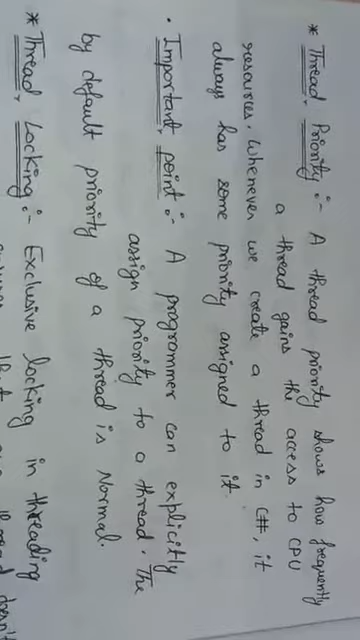 * Thread Priority :- A thread priority shows how frequently
a thread gains the access to CPU
resources. Whenever we create a thread in C#, it
always has some priority assigned to it.
• Important point :- A programmer can explicitly
assign priority to a thread. The
by default priority of a thread is Normal.
* Thread Locking :- Exclusive locking in threading